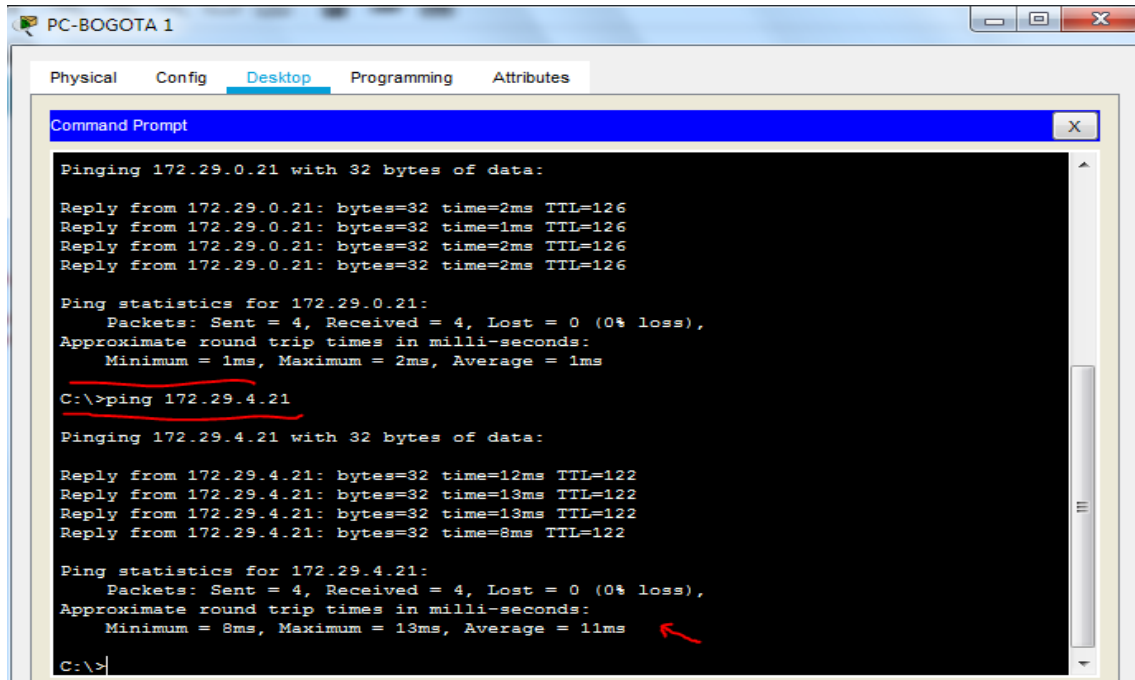 PC-BOGOTA 1
Physical Config Desktop Programming Attributes
Command Prompt X
Pinging 172.29.0.21 with 32 bytes of data:
Reply from 172.29.0.21: bytes=32 time=2ms TTL=126
Reply from 172.29.0.21: bytes=32 time=1ms TTL=126
Reply from 172.29.0.21: bytes=32 time=2ms TTL=126
Reply from 172.29.0.21: bytes=32 time=2ms TTL=126
Ping statistics for 172.29.0.21:
Packets: Sent = 4, Received = 4, Lost = 0 (0% loss),
Approximate round trip times in milli-seconds:
Minimum = 1ms, Maximum = 2ms, Average = 1ms
C:\>ping 172.29.4.21
Pinging 172.29.4.21 with 32 bytes of data:
Reply from 172.29.4.21: bytes=32 time=12ms TTL=122
Reply from 172.29.4.21: bytes=32 time=13ms TTL=122
Reply from 172.29.4.21: bytes=32 time=13ms TTL=122
Reply from 172.29.4.21: bytes=32 time=8ms TTL=122
Ping statistics for 172.29.4.21:
Packets: Sent = 4, Received = 4, Lost = 0 (0% loss),
Approximate round trip times in milli-seconds:
Minimum = 8ms, Maximum = 13ms, Average = 11ms
C:\>